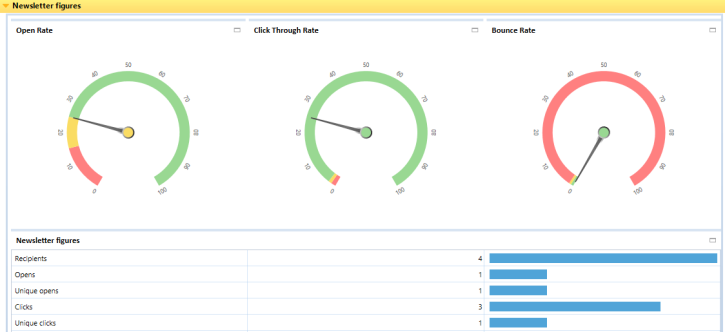 Newsletter figures
Open Rate
Click Through Rate
Bounce Rate
0 10 20 30 40 50 60 70 80 90 100
0 10 20 30 40 50 60 70 80 90 100
0 10 20 30 40 50 60 70 80 90 100
Newsletter figures
Recipients 4
Opens 1
Unique opens 1
Clicks 3
Unique clicks 1